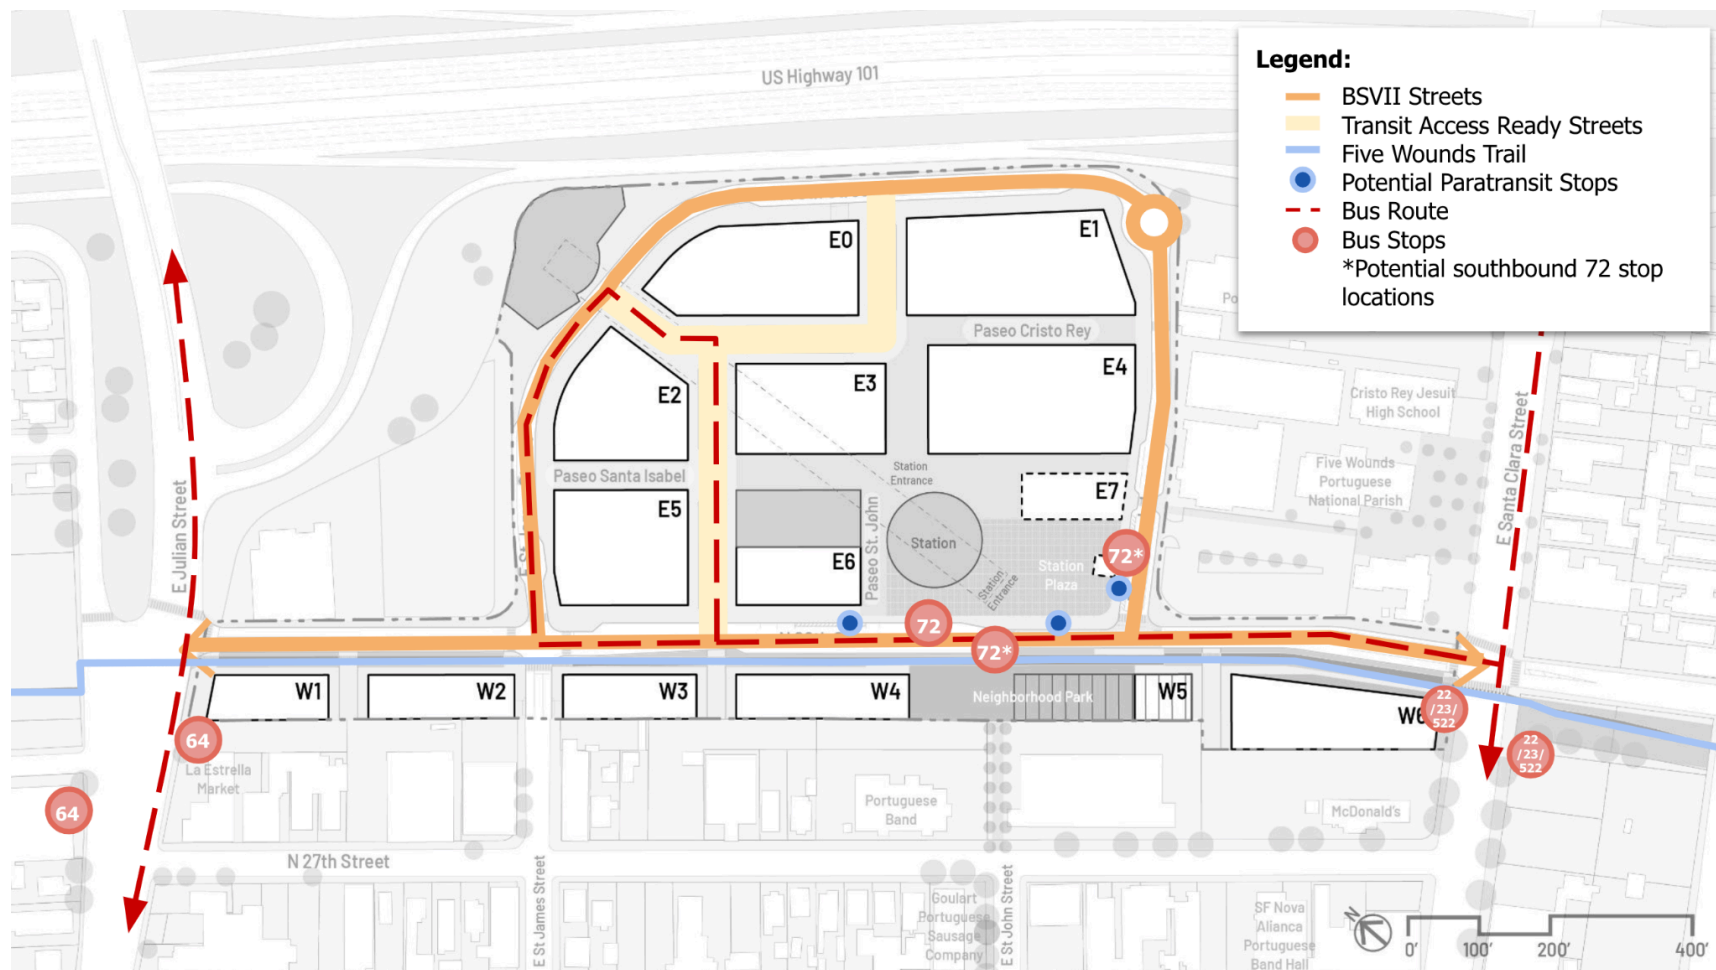 US Highway 101
Legend:
BSVII Streets
Transit Access Ready Streets
Five Wounds Trail
Potential Paratransit Stops
Bus Route
Bus Stops
*Potential southbound 72 stop
locations
E0
E1
Paseo Cristo Rey
E2
E3
E4
Cristo Rey Jesuit
High School
Paseo Santa Isabel
Station
Entrance
Five Wounds
Portuguese
National Parish
E Santa Clara Street
E Julian Street
E5
E6
E7
Paseo St. John
Station
Station
Entrance
Station
Plaza
72*
72
72*
W1
W2
W3
W4
Neighborhood Park
W5
W6
22
/23/
522
22
/23/
522
64
64
La Estrella
Market
Portuguese
Band
McDonald's
N 27th Street
E St James Street
E St John Street
Goulart
Portuguese
Sausage
Company
SF Nova
Alianca
Portuguese
Band Hall
N
0'
100'
200'
400'